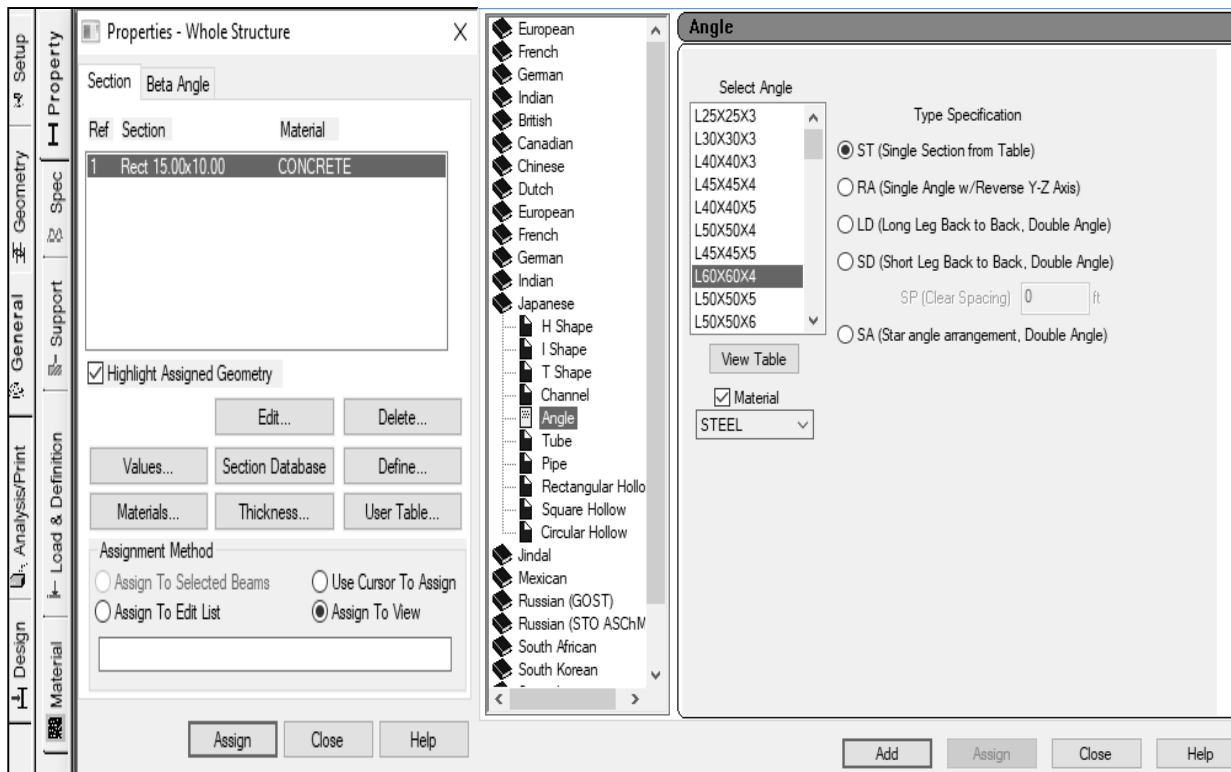 Setup
Geometry
General
Analysis/Print
Design
Property
Spec
Support
Load & Definition
Material
Properties - Whole Structure
X
Section
Beta Angle
Ref Section Material
1 Rect 15.00x10.00 CONCRETE
Highlight Assigned Geometry
Edit...
Delete...
Values...
Section Database
Define...
Materials...
Thickness...
User Table...
Assignment Method
Assign To Selected Beams
Use Cursor To Assign
Assign To Edit List
Assign To View
Assign
Close
Help
European
French
German
Indian
British
Canadian
Chinese
Dutch
European
French
German
Indian
Japanese
H Shape
I Shape
T Shape
Channel
Angle
Tube
Pipe
Rectangular Hollo
Square Hollow
Circular Hollow
Jindal
Mexican
Russian (GOST)
Russian (STO ASChM
South African
South Korean
Angle
Select Angle
L25X25X3
L30X30X3
L40X40X3
L45X45X4
L40X40X5
L50X50X4
L45X45X5
L60X60X4
L50X50X5
L50X50X6
View Table
Material
STEEL
Type Specification
ST (Single Section from Table)
RA (Single Angle w/Reverse Y-Z Axis)
LD (Long Leg Back to Back, Double Angle)
SD (Short Leg Back to Back, Double Angle)
SP (Clear Spacing) 0 ft
SA (Star angle arrangement, Double Angle)
Add
Assign
Close
Help